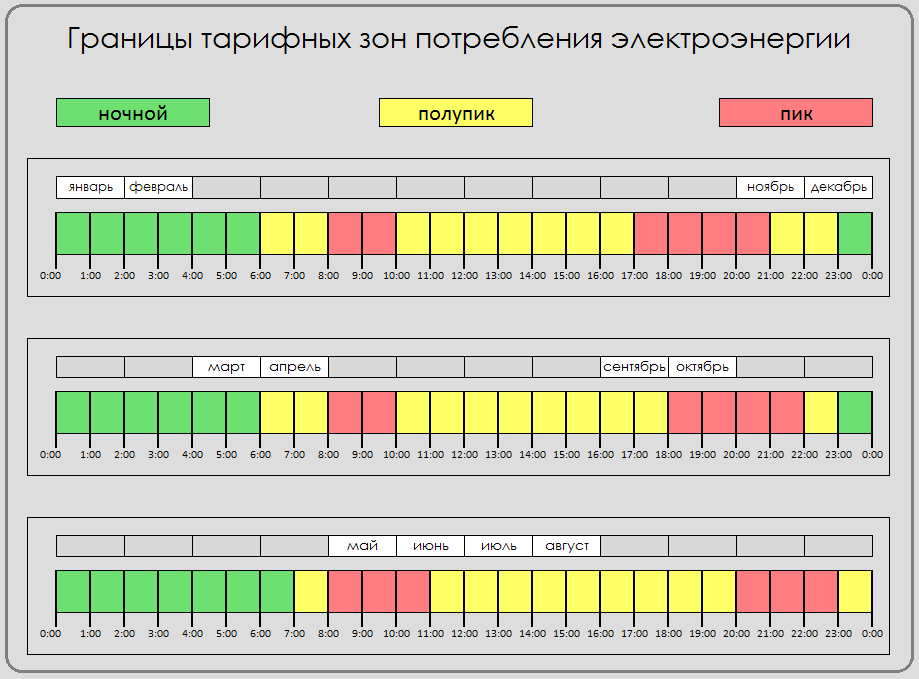 Границы тарифных зон потребления электроэнергии
ночной полупик пик
январь февраль ноябрь декабрь
0:00 1:00 2:00 3:00 4:00 5:00 6:00 7:00 8:00 9:00 10:00 11:00 12:00 13:00 14:00 15:00 16:00 17:00 18:00 19:00 20:00 21:00 22:00 23:00 0:00
март апрель сентябрь октябрь
0:00 1:00 2:00 3:00 4:00 5:00 6:00 7:00 8:00 9:00 10:00 11:00 12:00 13:00 14:00 15:00 16:00 17:00 18:00 19:00 20:00 21:00 22:00 23:00 0:00
май июнь июль август
0:00 1:00 2:00 3:00 4:00 5:00 6:00 7:00 8:00 9:00 10:00 11:00 12:00 13:00 14:00 15:00 16:00 17:00 18:00 19:00 20:00 21:00 22:00 23:00 0:00